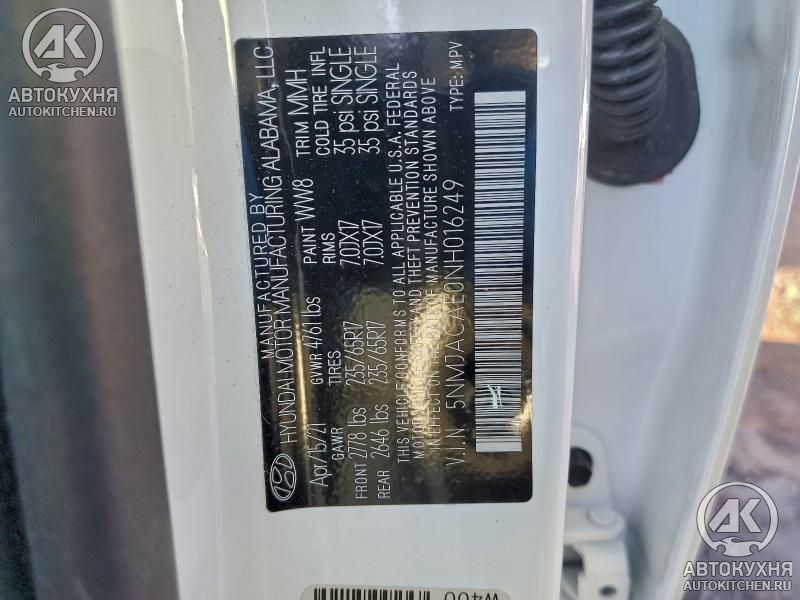 АВТОКУХНЯ
AUTOKITCHEN.RU
MANUFACTURED BY
HYUNDAI MOTOR MANUFACTURING ALABAMA, LLC
Apr/15/21 GVWR 4761 lbs PAINT WW8 TRIM MMH
GAWR TIRES RIMS COLD TIRE INFL
FRONT 2778 lbs 235/65R17 7.0JX17 35 psi SINGLE
REAR 2646 lbs 235/65R17 7.0JX17 35 psi SINGLE
THIS VEHICLE CONFORMS TO ALL APPLICABLE U.S.A. FEDERAL
MOTOR VEHICLE SAFETY AND THEFT PREVENTION STANDARDS
IN EFFECT ON THE DATE OF MANUFACTURE SHOWN ABOVE
V.I.N 5NMJACAE0NH016249 TYPE: MPV
W400
АВТОКУХНЯ
AUTOKITCHEN.RU